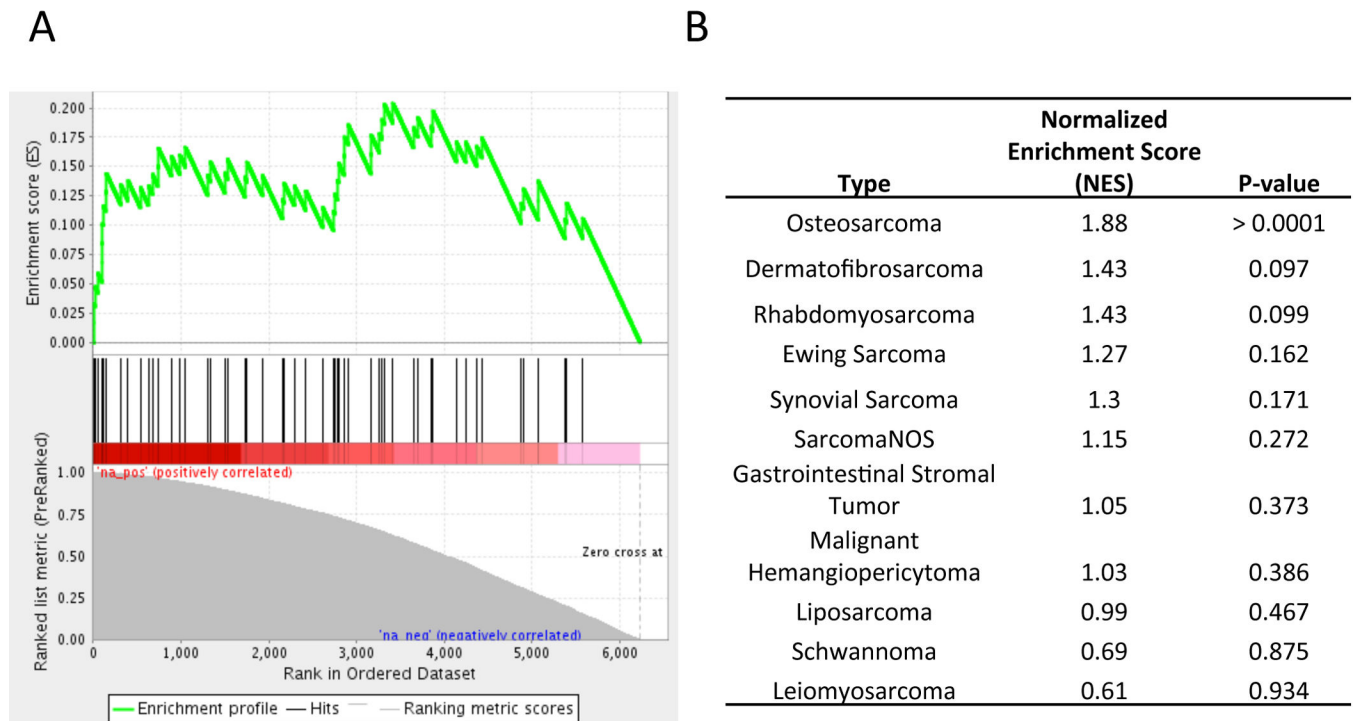 A
B
Enrichment score (ES)
0.200
0.175
0.150
0.125
0.100
0.075
0.050
0.025
0.000
Ranked list metric (PreRanked)
1.00
'na_pos' (positively correlated)
0.75
0.50
Zero cross at
0.25
0.00
'na_neg' (negatively correlated)
0 1,000 2,000 3,000 4,000 5,000 6,000
Rank in Ordered Dataset
Enrichment profile Hits Ranking metric scores
Normalized
Enrichment Score
Type (NES) P-value
Osteosarcoma 1.88 > 0.0001
Dermatofibrosarcoma 1.43 0.097
Rhabdomyosarcoma 1.43 0.099
Ewing Sarcoma 1.27 0.162
Synovial Sarcoma 1.3 0.171
SarcomaNOS 1.15 0.272
Gastrointestinal Stromal
Tumor 1.05 0.373
Malignant
Hemangiopericytoma 1.03 0.386
Liposarcoma 0.99 0.467
Schwannoma 0.69 0.875
Leiomyosarcoma 0.61 0.934